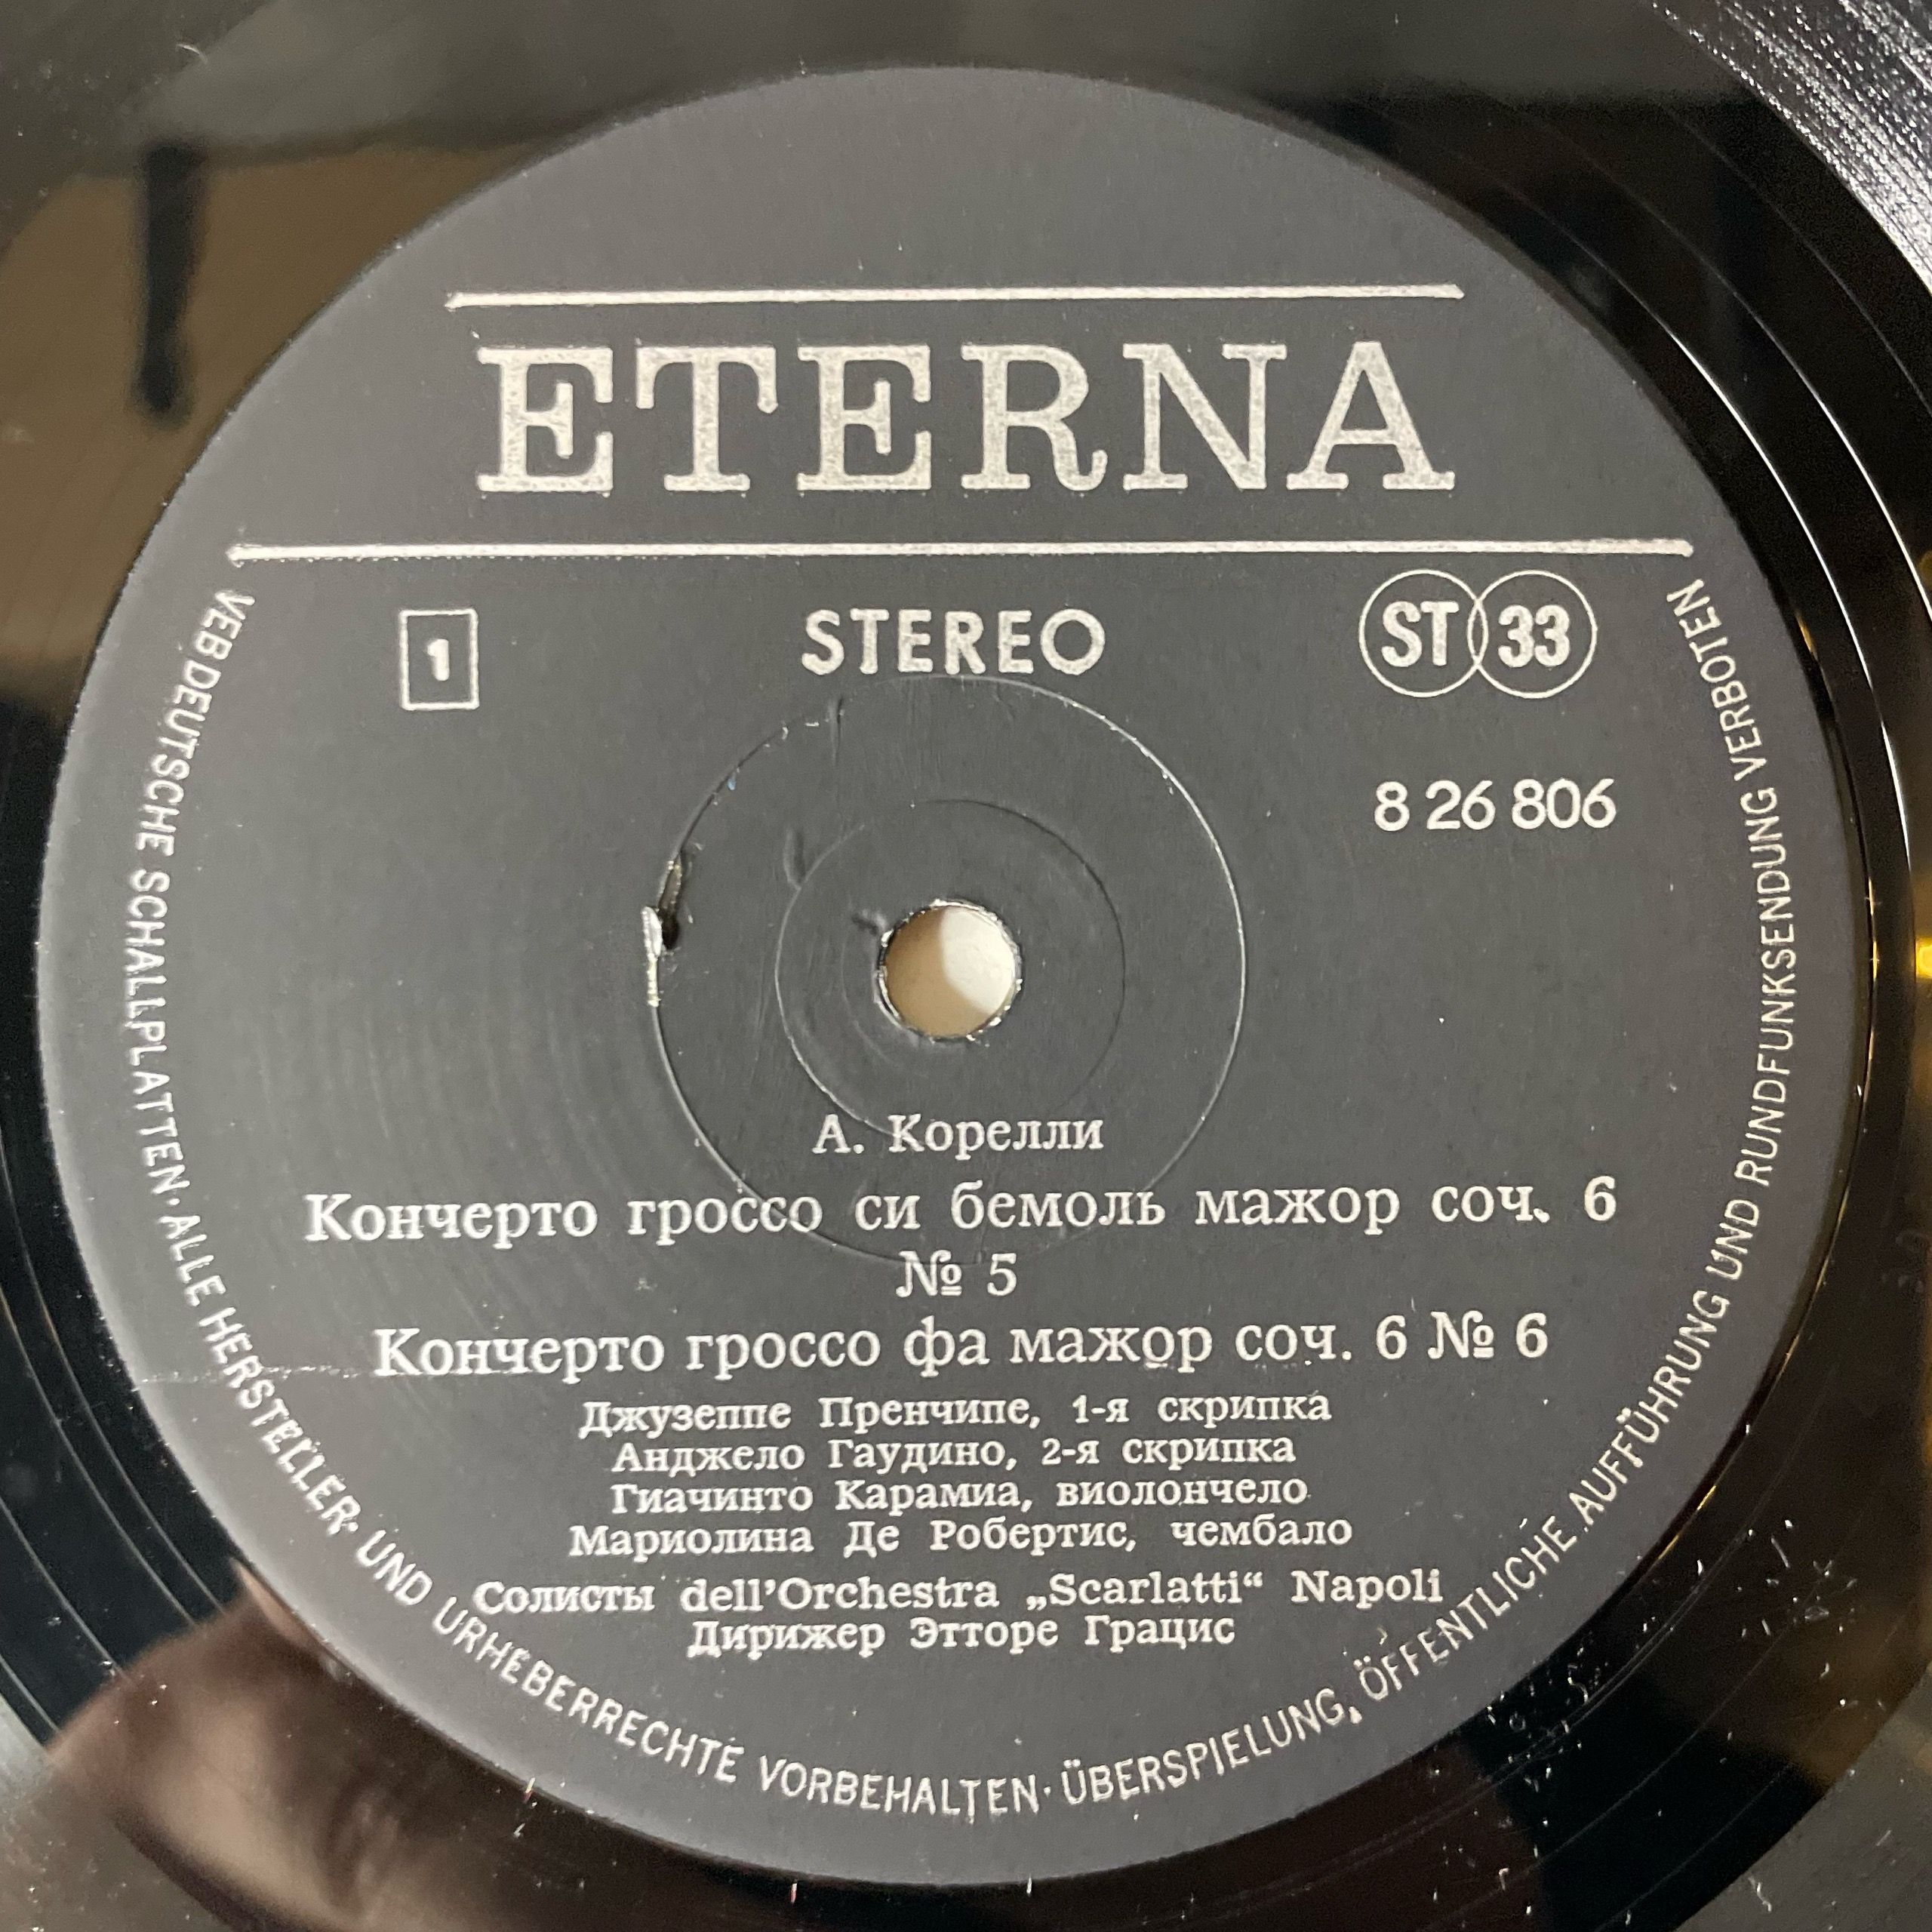 ETERNA
1
STEREO
ST 33
8 26 806
А. Корелли
Кончерто гроссо си бемоль мажор соч. 6
№ 5
Кончерто гроссо фа мажор соч. 6 № 6
Джузеппе Пренчипе, 1-я скрипка
Анджело Гаудино, 2-я скрипка
Гиачинто Карамиа, виолончело
Мариолина Де Робертис, чембало
Солисты dell’Orchestra „Scarlatti“ Napoli
Дирижер Этторе Грацис
VEB DEUTSCHE SCHALLPLATTEN · ALLE HERSTELLER- UND URHEBERRECHTE VORBEHALTEN · ÜBERSPIELUNG, ÖFFENTLICHE AUFFÜHRUNG UND RUNDFUNKSENDUNG VERBOTEN